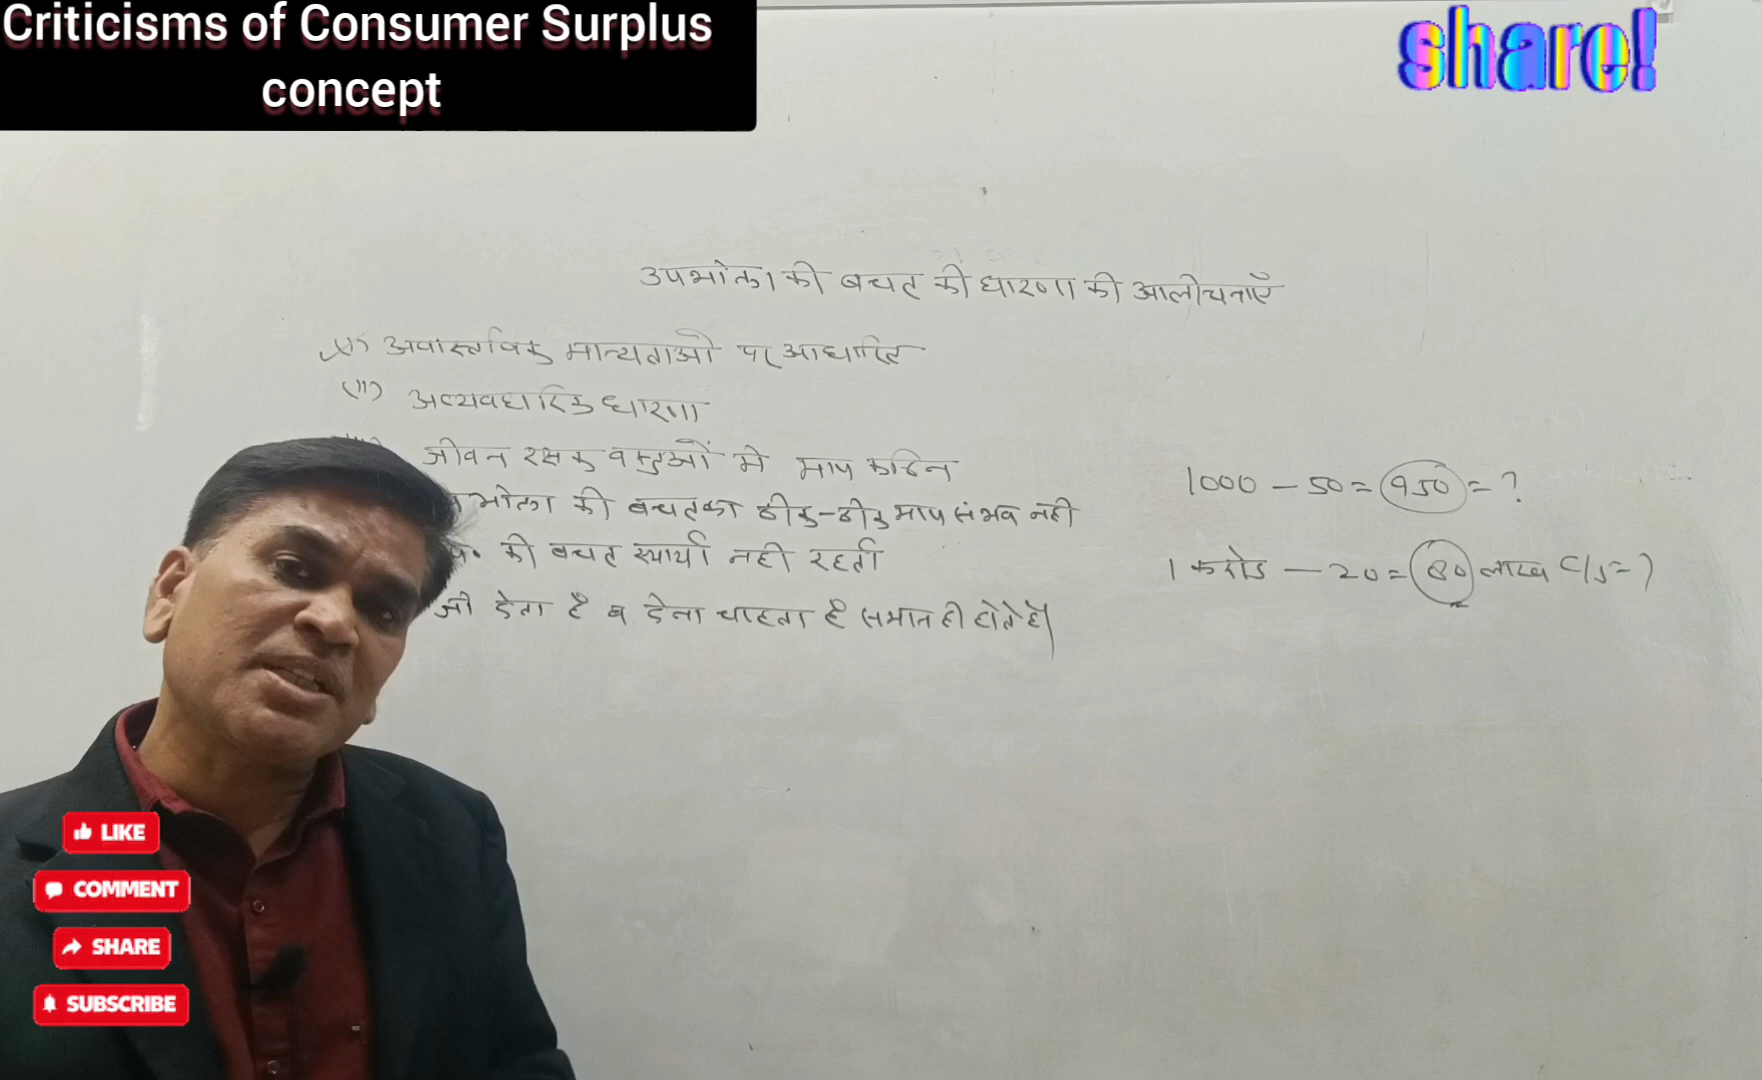 Criticisms of Consumer Surplus
concept
share!
उपभोक्ता की बचत की धारणा की आलोचनाएँ
अवास्तविक मान्यताओं पर आधारित
(ii) अव्यवहारिक धारणा
जीवन रक्षक वस्तुओं में माप कठिन
भोक्ता की बचत का ठीक-ठीक माप संभव नहीं
की बचत स्थायी नहीं रहती
जो देता है व देना चाहता है समान ही होते हैं।
1000 - 50 = 950 = ?
1 करोड - 20 = 80 लाख C/S = ?
LIKE
COMMENT
SHARE
SUBSCRIBE